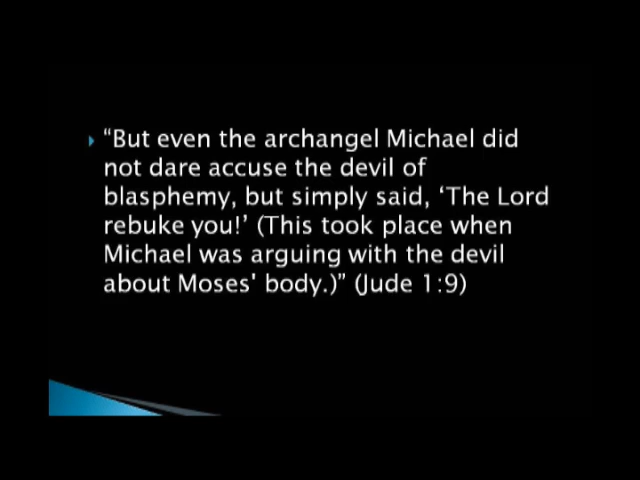 “But even the archangel Michael did
not dare accuse the devil of
blasphemy, but simply said, ‘The Lord
rebuke you!’ (This took place when
Michael was arguing with the devil
about Moses' body.)” (Jude 1:9)